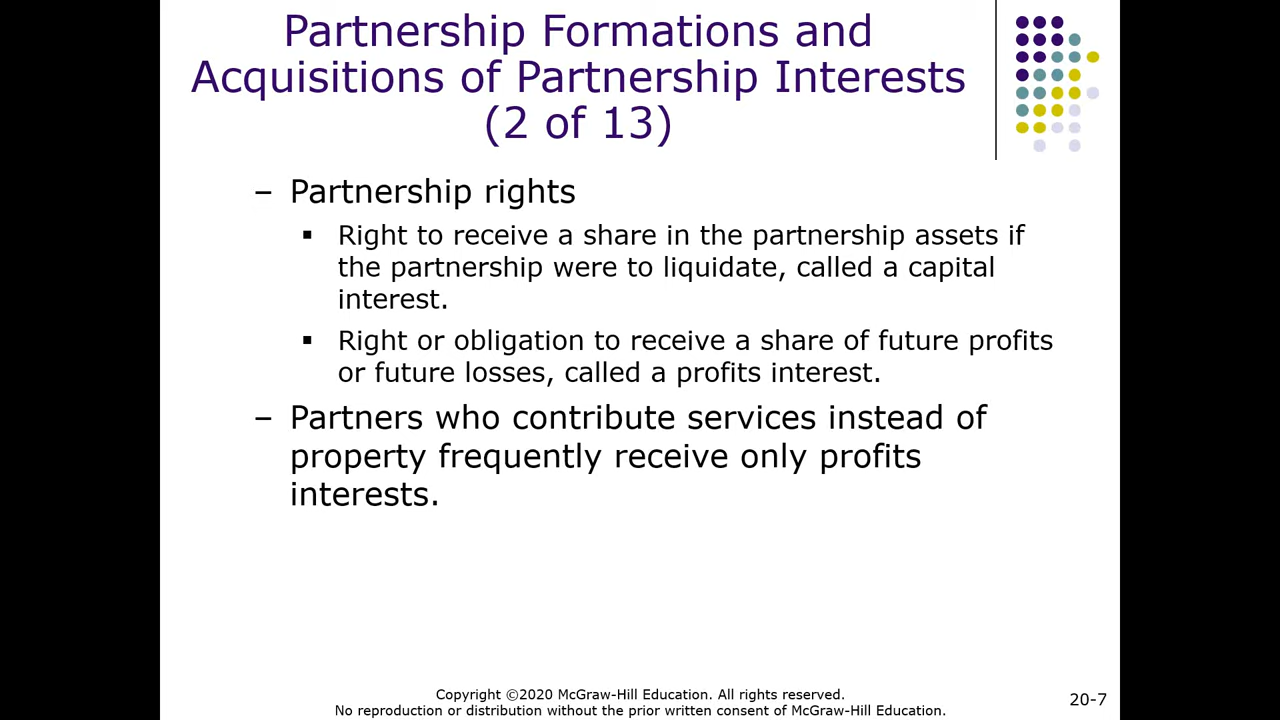 Partnership Formations and
Acquisitions of Partnership Interests
(2 of 13)
– Partnership rights
▪ Right to receive a share in the partnership assets if
the partnership were to liquidate, called a capital
interest.
▪ Right or obligation to receive a share of future profits
or future losses, called a profits interest.
– Partners who contribute services instead of
property frequently receive only profits
interests.
Copyright ©2020 McGraw-Hill Education. All rights reserved.
No reproduction or distribution without the prior written consent of McGraw-Hill Education.
20-7